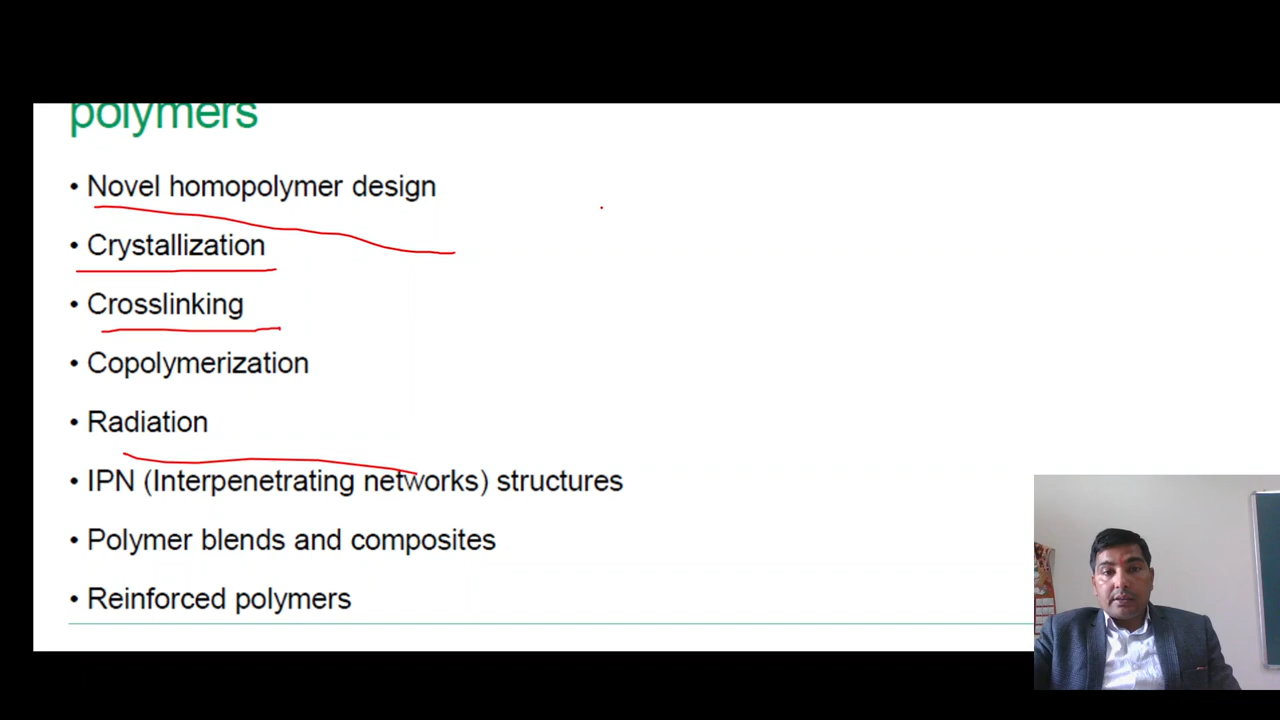 polymers
• Novel homopolymer design
• Crystallization
• Crosslinking
• Copolymerization
• Radiation
• IPN (Interpenetrating networks) structures
• Polymer blends and composites
• Reinforced polymers